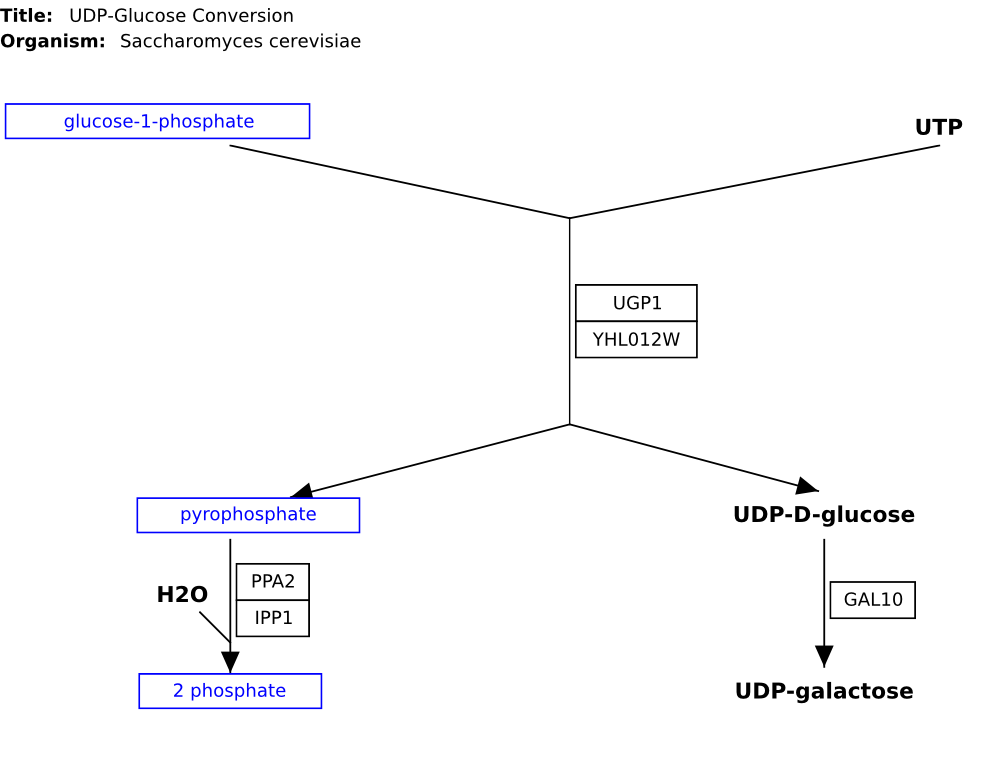 Title: UDP-Glucose Conversion
Organism: Saccharomyces cerevisiae
glucose-1-phosphate
UTP
UGP1
YHL012W
pyrophosphate
UDP-D-glucose
H2O
PPA2
IPP1
GAL10
2 phosphate
UDP-galactose